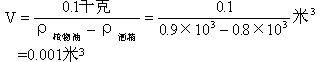 V = 0.1千克 / (ρ植物油 − ρ酒精) = 0.1 / (0.9×10³ − 0.8×10³) 米³
=0.001米³